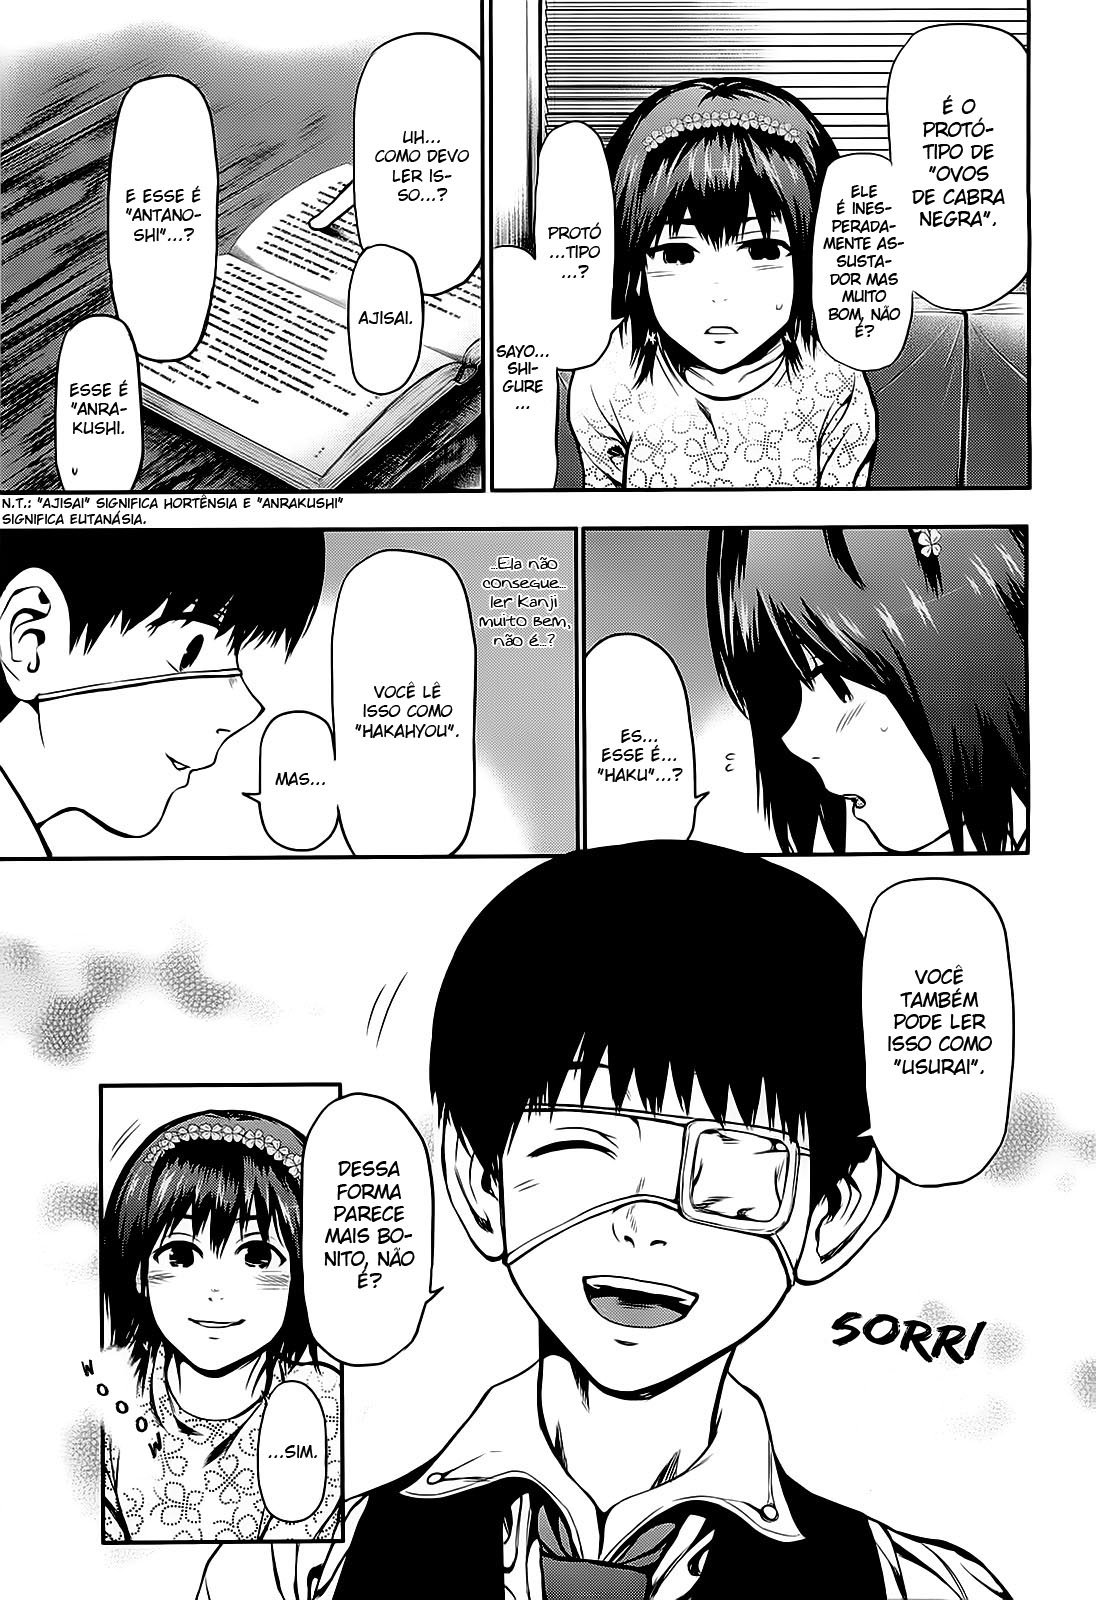 É O
PROTÓ-
TIPO DE
"OVOS
DE CABRA
NEGRA".
ELE
É INES-
PERADA-
MENTE AS-
SUSTA-
DOR MAS
MUITO
BOM, NÃO
É?
PROTÓ
...TIPO
...?
SAYO...
SHI-
GURE
...
UH...
COMO DEVO
LER IS-
SO...?
AJISAI.
E ESSE É
"ANTANO-
SHI"...?
ESSE É
"ANRA-
KUSHI.
N.T.: "AJISAI" SIGNIFICA HORTÊNSIA E "ANRAKUSHI"
SIGNIFICA EUTANÁSIA.
ES...
ESSE É...
"HAKU"...?
...Ela não
consegue...
ler Kanji
muito bem,
não é...?
VOCÊ LÊ
ISSO COMO
"HAKAHYOU".
MAS...
VOCÊ
TAMBÉM
PODE LER
ISSO COMO
"USURAI".
DESSA
FORMA
PARECE
MAIS BO-
NITO, NÃO
É?
SORRI
WOOOW
...SIM.